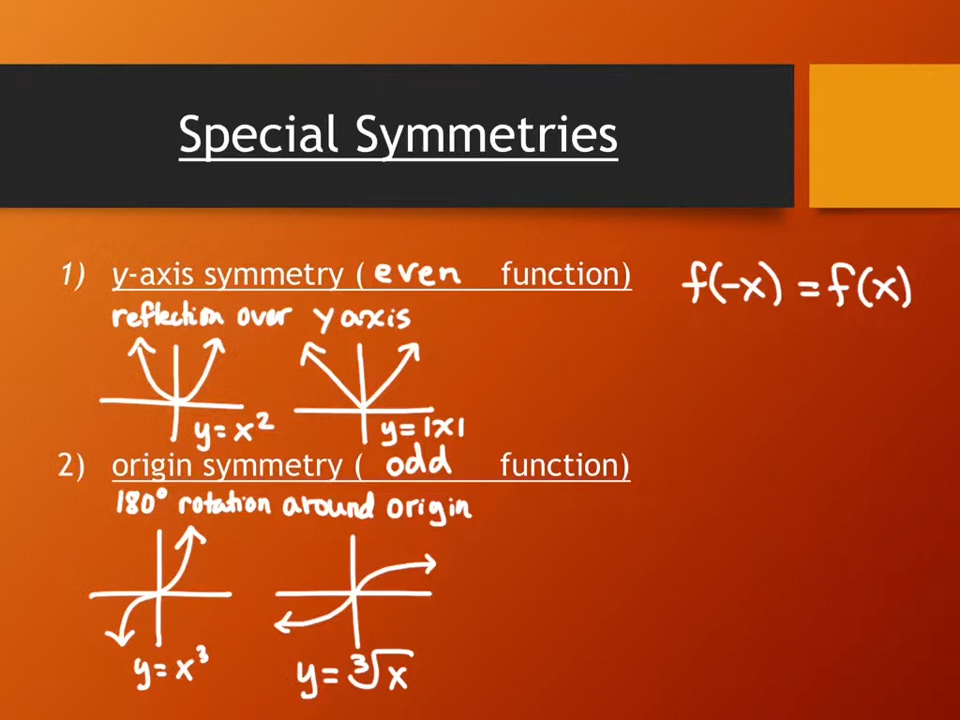 Special Symmetries
1) y-axis symmetry ( even function)
f(-x) = f(x)
reflection over y axis
y = x²
y = |x|
2) origin symmetry ( odd function)
180° rotation around origin
y = x³
y = ³√x